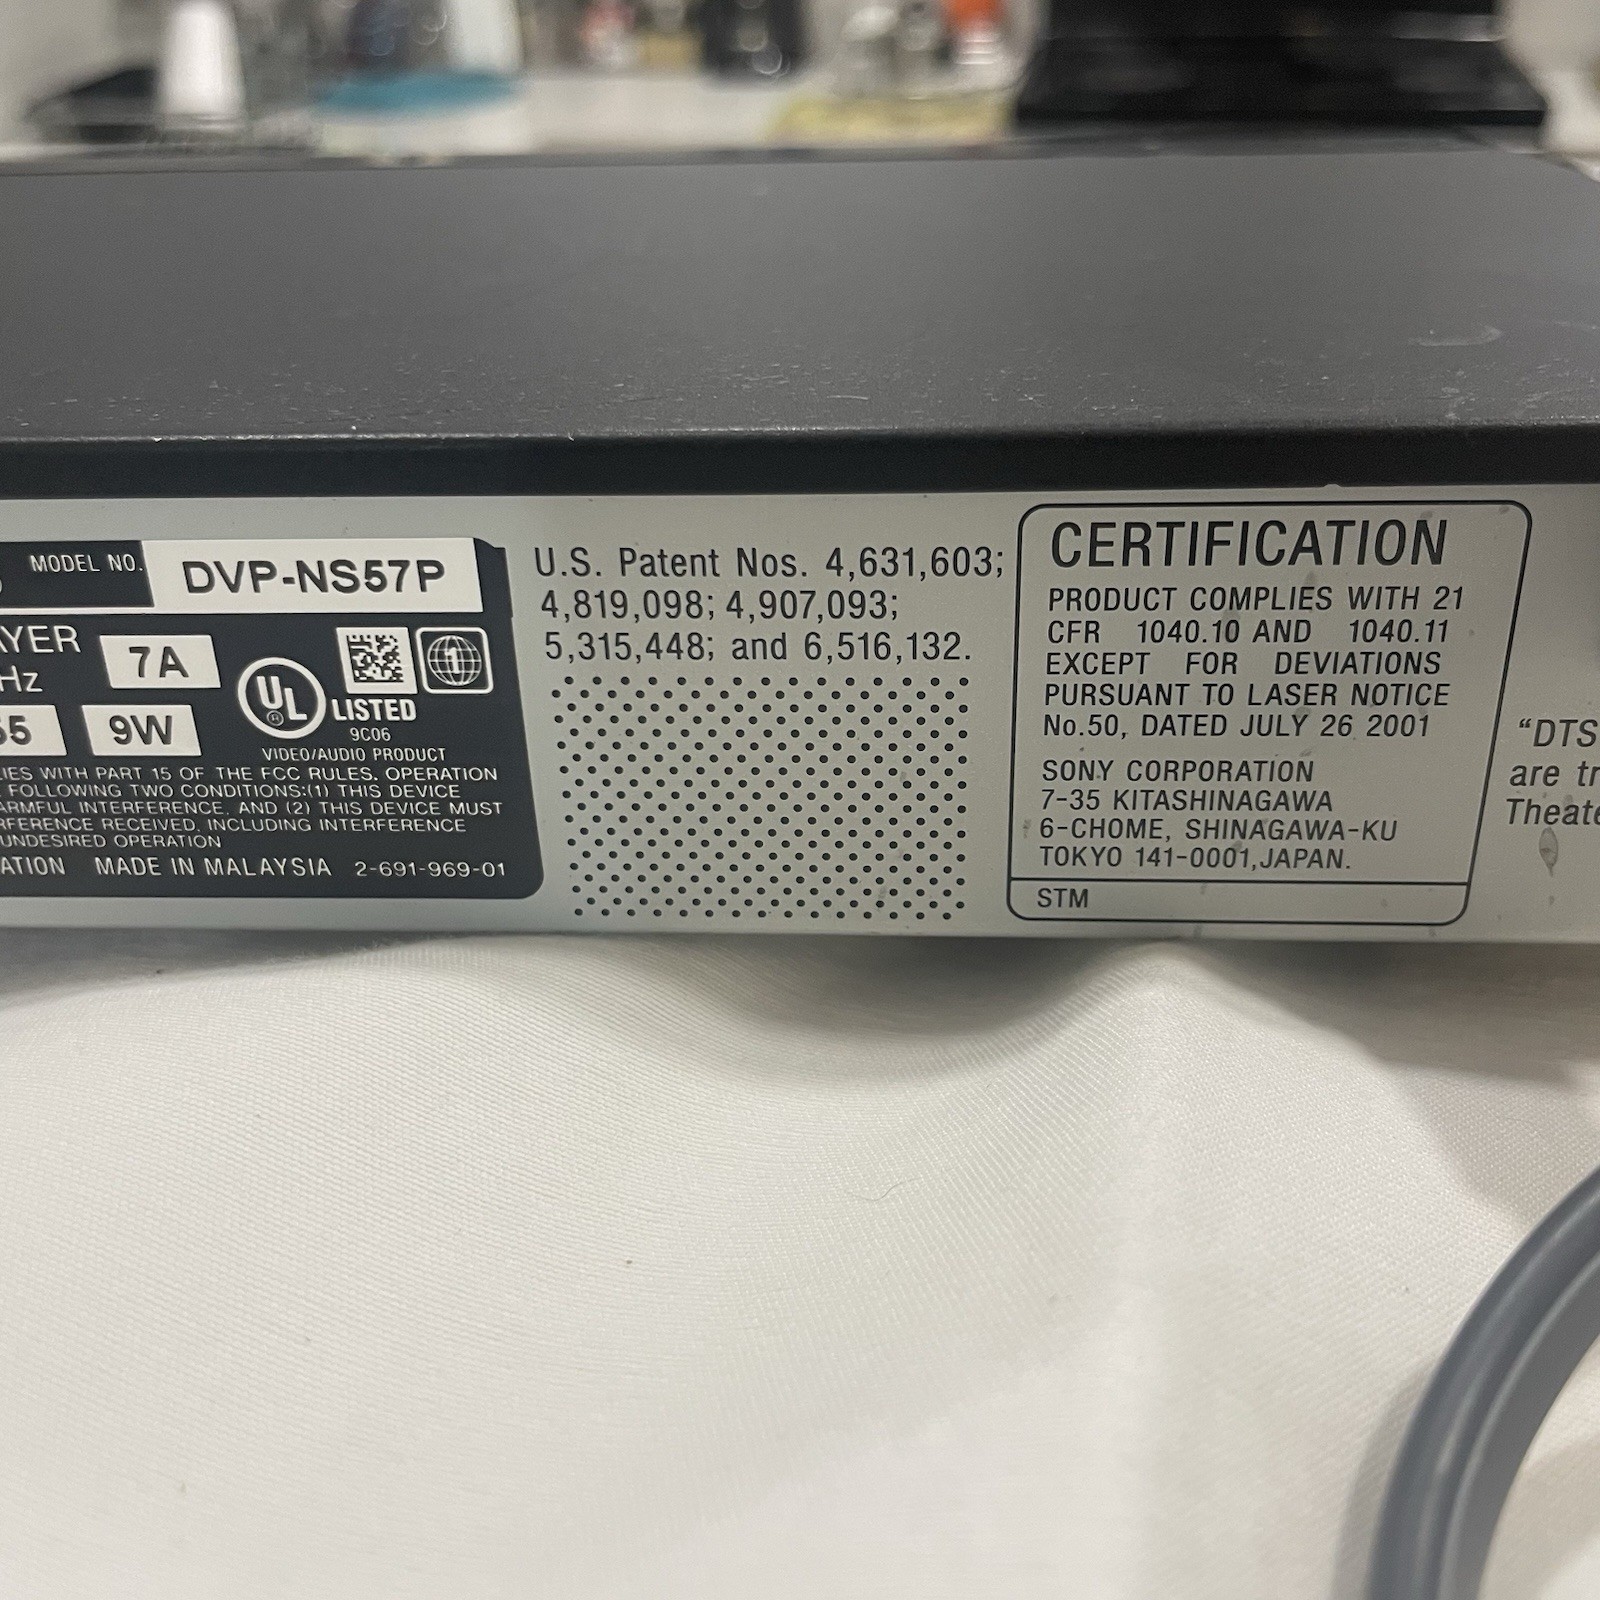 MODEL NO. DVP-NS57P
AYER
Hz
7A
55
9W
UL
®
LISTED
9C06
VIDEO/AUDIO PRODUCT
1
LIES WITH PART 15 OF THE FCC RULES. OPERATION
FOLLOWING TWO CONDITIONS:(1) THIS DEVICE
ARMFUL INTERFERENCE, AND (2) THIS DEVICE MUST
RFERENCE RECEIVED, INCLUDING INTERFERENCE
UNDESIRED OPERATION
ATION MADE IN MALAYSIA 2-691-969-01
U.S. Patent Nos. 4,631,603;
4,819,098; 4,907,093;
5,315,448; and 6,516,132.
CERTIFICATION
PRODUCT COMPLIES WITH 21
CFR 1040.10 AND 1040.11
EXCEPT FOR DEVIATIONS
PURSUANT TO LASER NOTICE
No.50, DATED JULY 26 2001
SONY CORPORATION
7-35 KITASHINAGAWA
6-CHOME, SHINAGAWA-KU
TOKYO 141-0001,JAPAN.
STM
“DTS
are tr
Theate